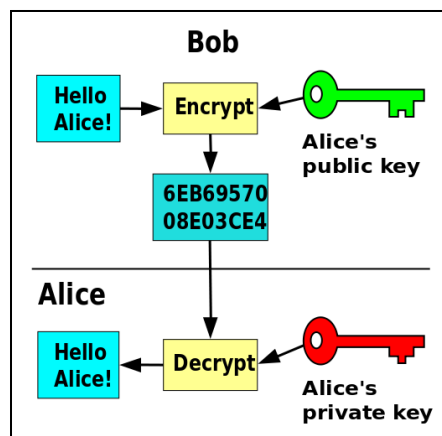 Bob
Hello
Alice!
Encrypt
Alice's
public key
6EB69570
08E03CE4
Alice
Hello
Alice!
Decrypt
Alice's
private key